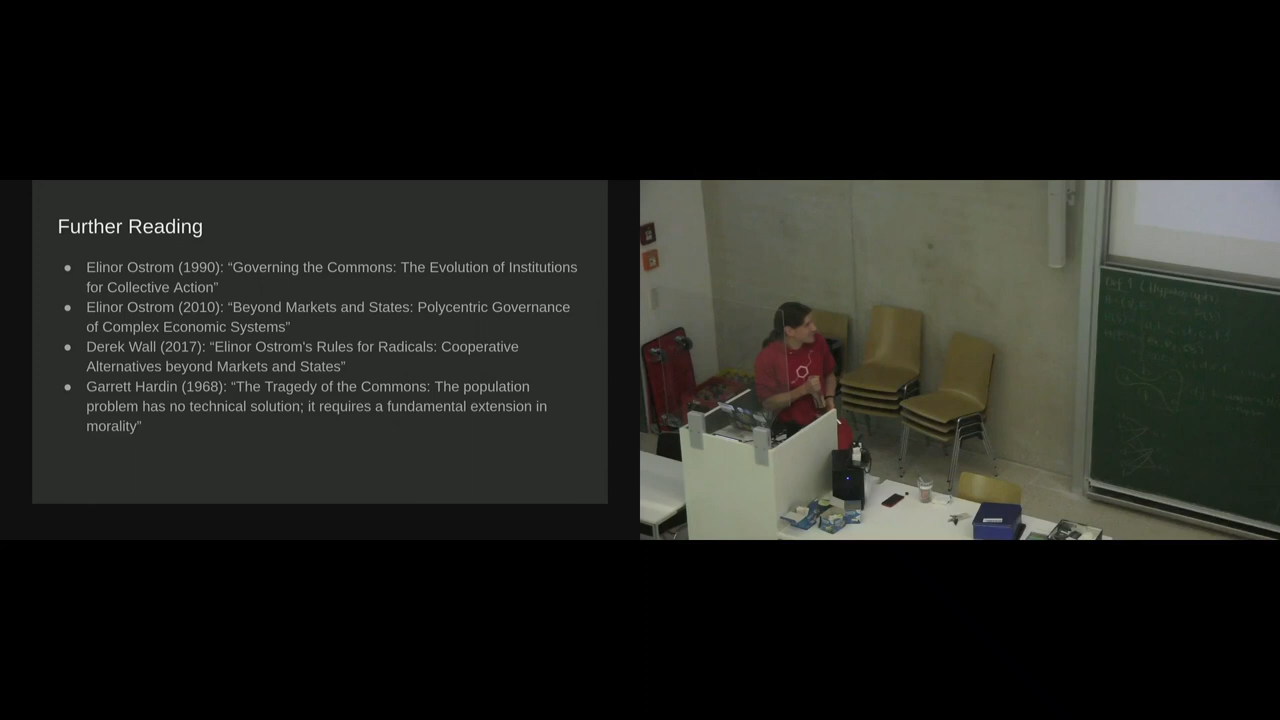 Further Reading
● Elinor Ostrom (1990): “Governing the Commons: The Evolution of Institutions
for Collective Action”
● Elinor Ostrom (2010): “Beyond Markets and States: Polycentric Governance
of Complex Economic Systems”
● Derek Wall (2017): “Elinor Ostrom's Rules for Radicals: Cooperative
Alternatives beyond Markets and States”
● Garrett Hardin (1968): “The Tragedy of the Commons: The population
problem has no technical solution; it requires a fundamental extension in
morality”